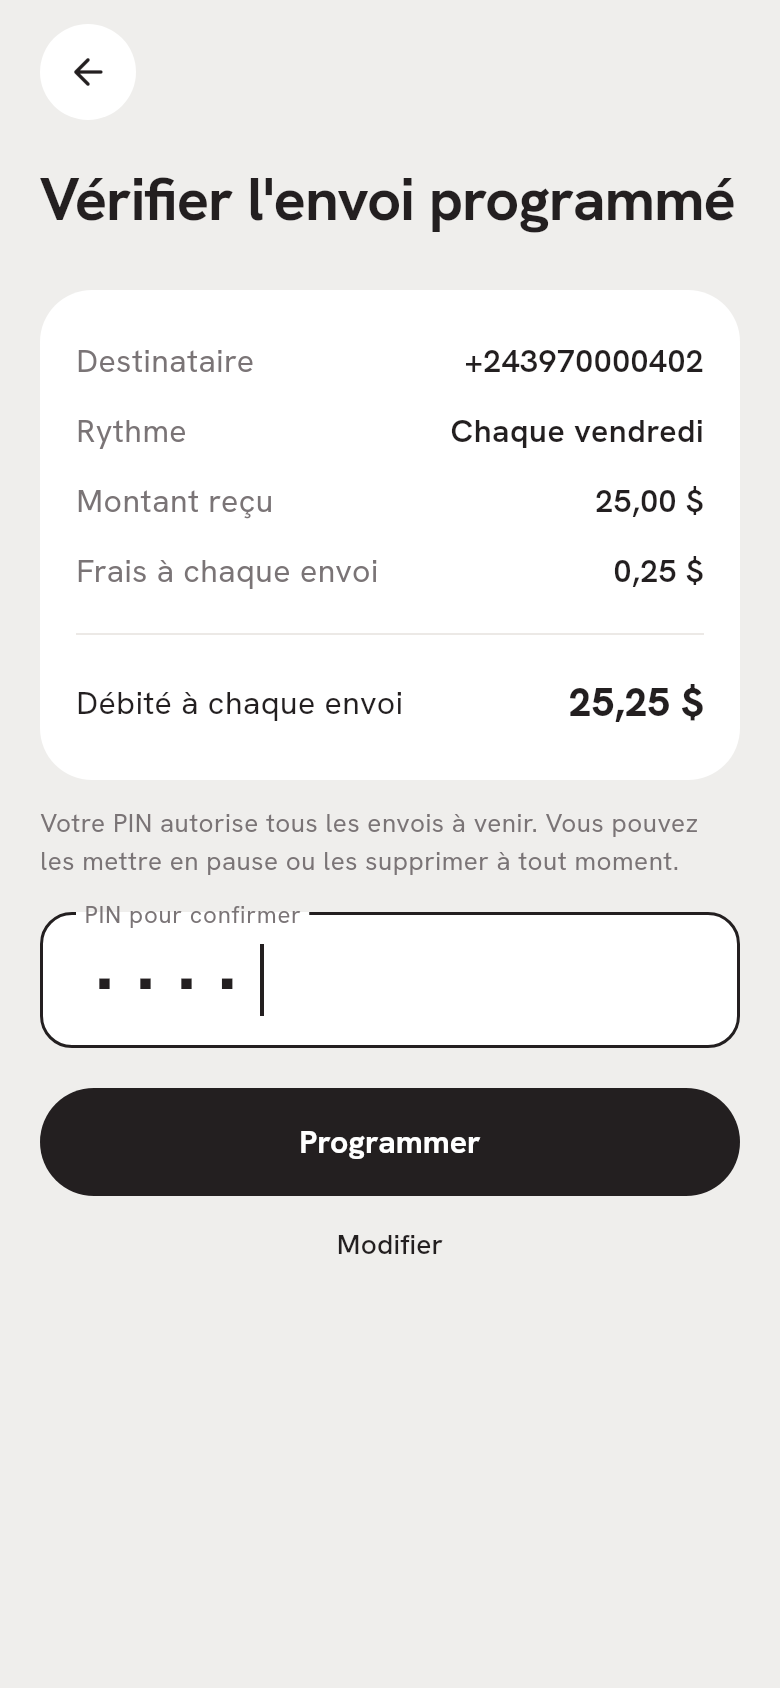 Vérifier l'envoi programmé
Destinataire +243970000402
Rythme Chaque vendredi
Montant reçu 25,00 $
Frais à chaque envoi 0,25 $
Débité à chaque envoi 25,25 $
Votre PIN autorise tous les envois à venir. Vous pouvez
les mettre en pause ou les supprimer à tout moment.
PIN pour confirmer
Programmer
Modifier